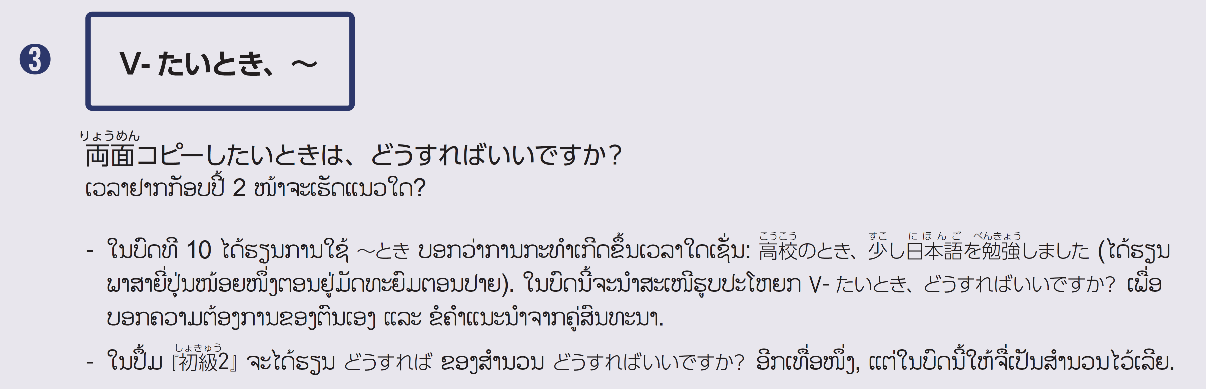 3 V- たいとき、～
りょうめん
両面コピーしたいときは、どうすればいいですか？
ເວລາຢາກກັອບປີ້ 2 ໜ້າຈະເຮັດແນວໃດ?
- ໃນບົດທີ 10 ໄດ້ຮຽນການໃຊ້ ～とき ບອກວ່າການກະທຳເກີດຂຶ້ນເວລາໃດເຊັ່ນ: 高校のとき、少し日本語を勉強しました (ໄດ້ຮຽນ
こうこう すこ にほんご べんきょう
ພາສາຍີ່ປຸ່ນໜ້ອຍໜຶ່ງຕອນຢູ່ມັດທະຍົມຕອນປາຍ). ໃນບົດນີ້ຈະນຳສະເໜີຮູບປະໂຫຍກ V- たいとき、どうすればいいですか？ ເພື່ອ
ບອກຄວາມຕ້ອງການຂອງຕົນເອງ ແລະ ຂໍຄຳແນະນຳຈາກຄູ່ສົນທະນາ.
しょきゅう
- ໃນປຶ້ມ『初級2』ຈະໄດ້ຮຽນ どうすれば ຂອງສຳນວນ どうすればいいですか？ ອີກເທື່ອໜຶ່ງ, ແຕ່ໃນບົດນີ້ໃຫ້ຈື່ເປັນສຳນວນໄວ້ເລີຍ.